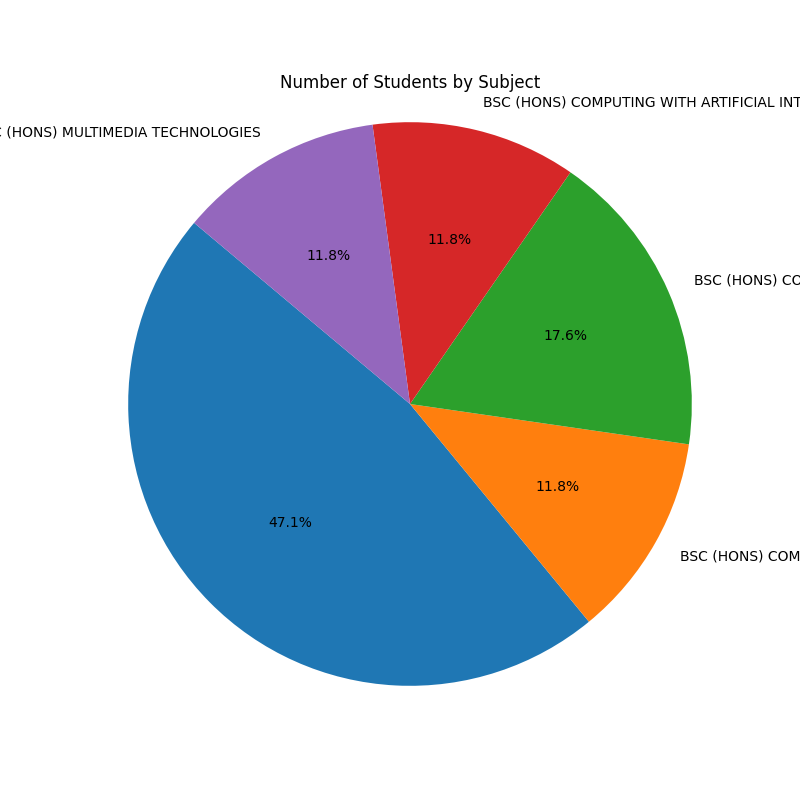 Number of Students by Subject
BSC (HONS) COMPUTING WITH ARTIFICIAL INT
(HONS) MULTIMEDIA TECHNOLOGIES
11.8%
11.8%
BSC (HONS) CO
17.6%
11.8%
47.1%
BSC (HONS) COM